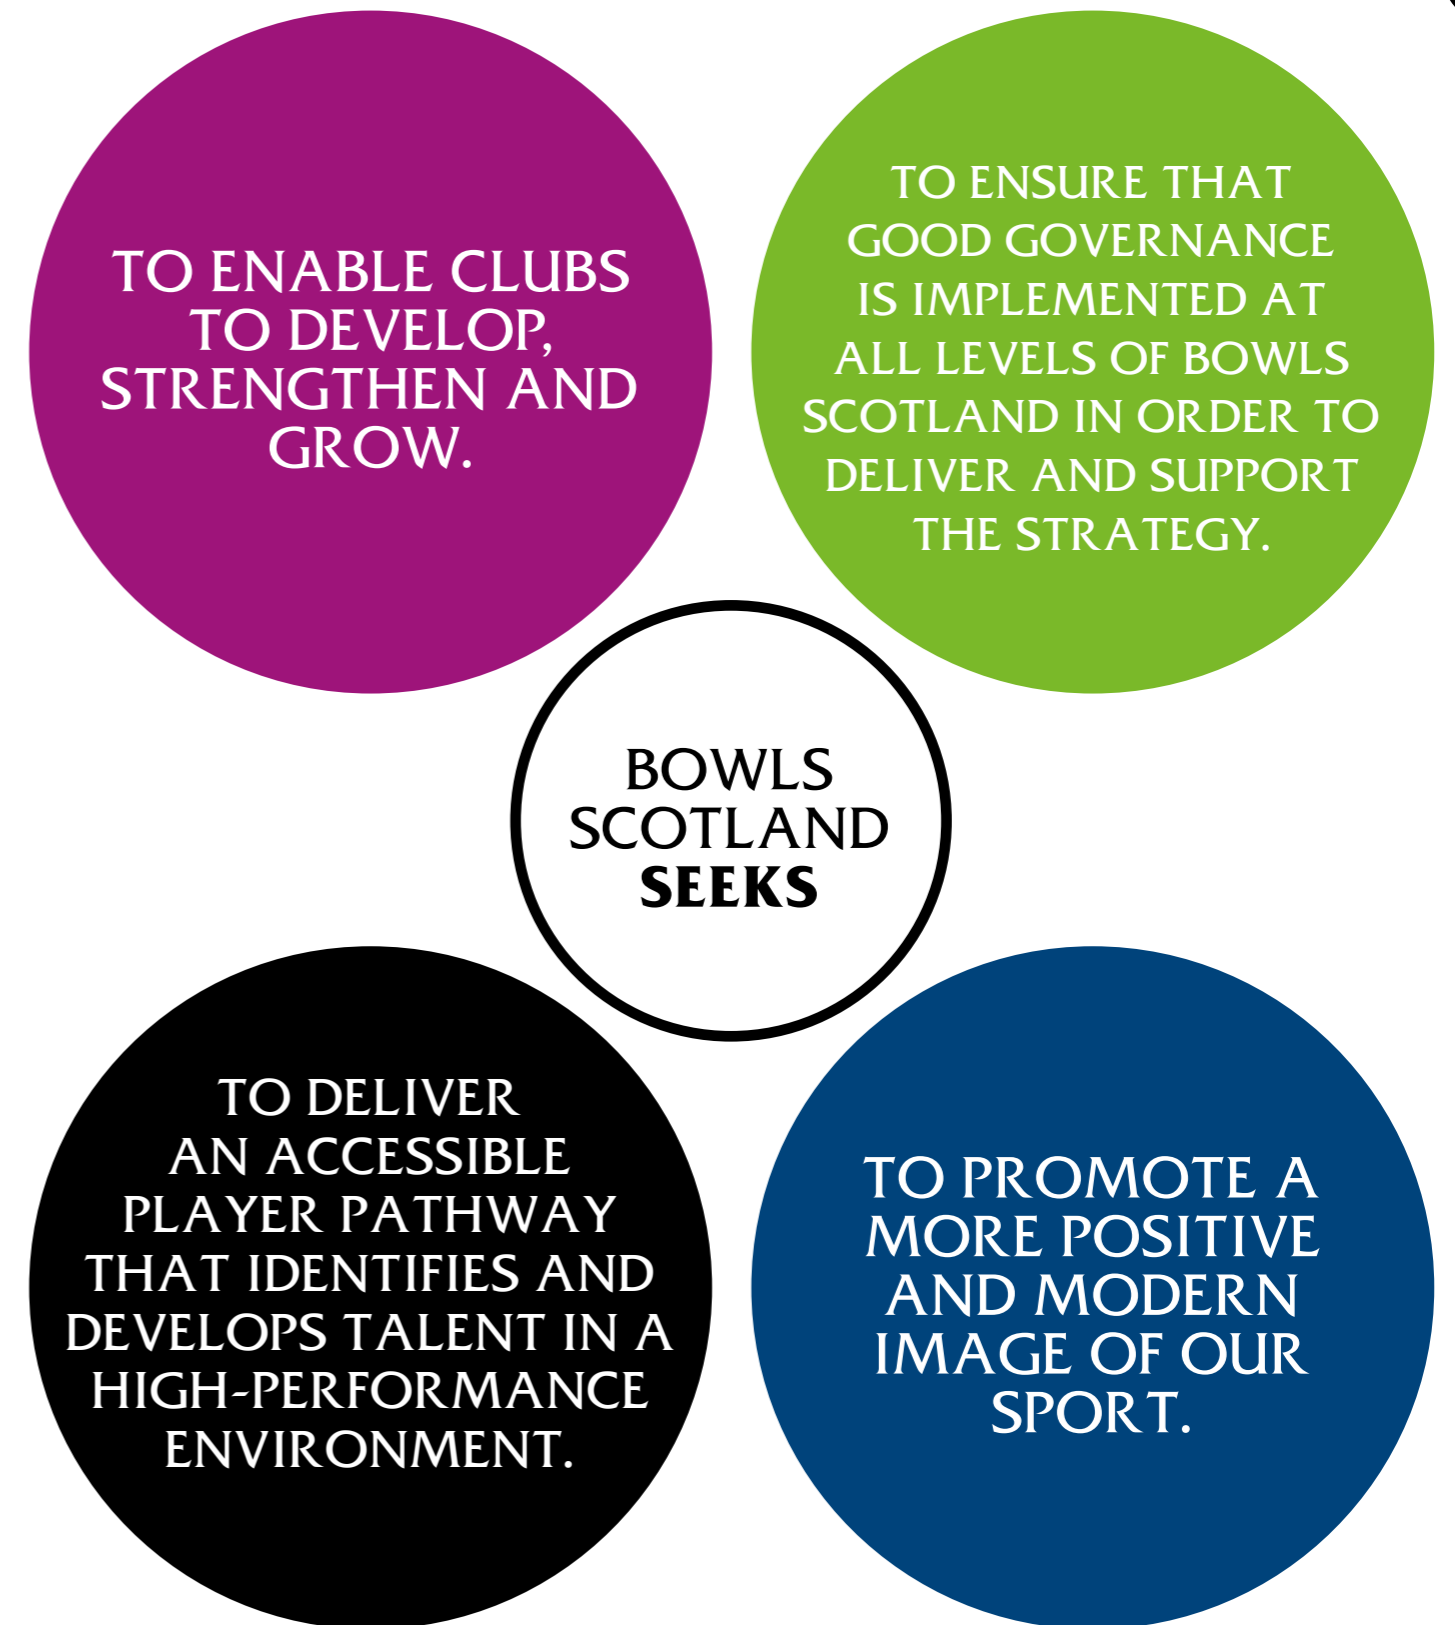 TO ENABLE CLUBS
TO DEVELOP,
STRENGTHEN AND
GROW.
TO ENSURE THAT
GOOD GOVERNANCE
IS IMPLEMENTED AT
ALL LEVELS OF BOWLS
SCOTLAND IN ORDER TO
DELIVER AND SUPPORT
THE STRATEGY.
BOWLS
SCOTLAND
SEEKS
TO DELIVER
AN ACCESSIBLE
PLAYER PATHWAY
THAT IDENTIFIES AND
DEVELOPS TALENT IN A
HIGH-PERFORMANCE
ENVIRONMENT.
TO PROMOTE A
MORE POSITIVE
AND MODERN
IMAGE OF OUR
SPORT.